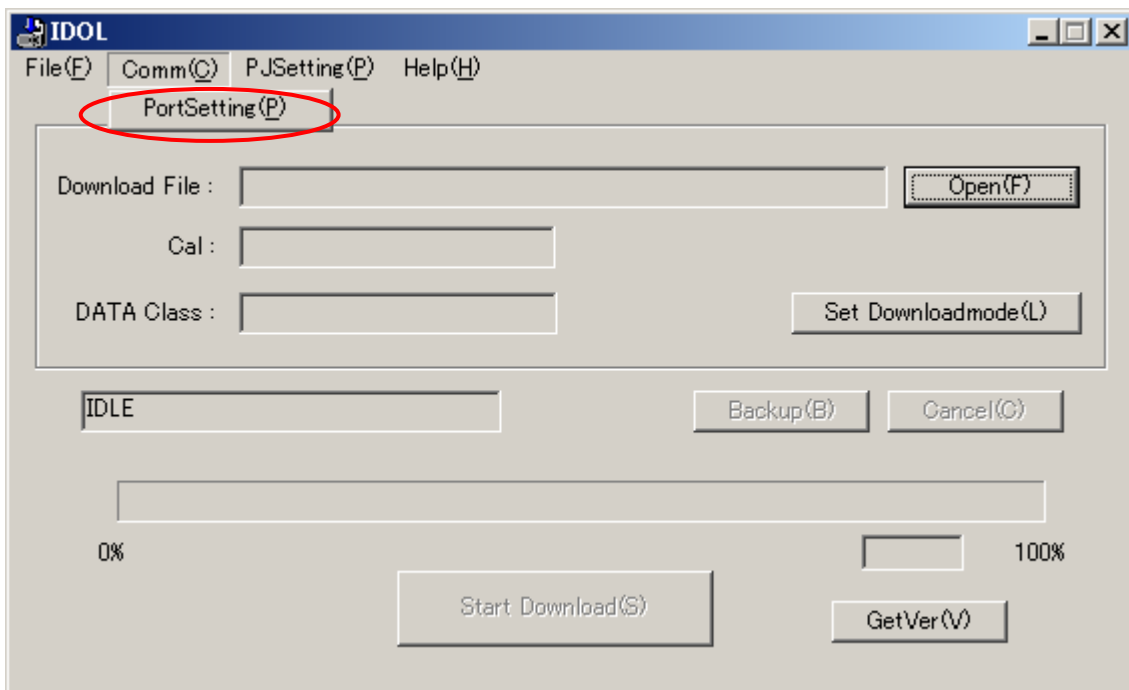 IDOL
File(F) Comm(C) PJSetting(P) Help(H)
PortSetting(P)
Download File : Open(F)
Cal :
DATA Class : Set Downloadmode(L)
IDLE Backup(B) Cancel(C)
0% 100%
Start Download(S) GetVer(V)